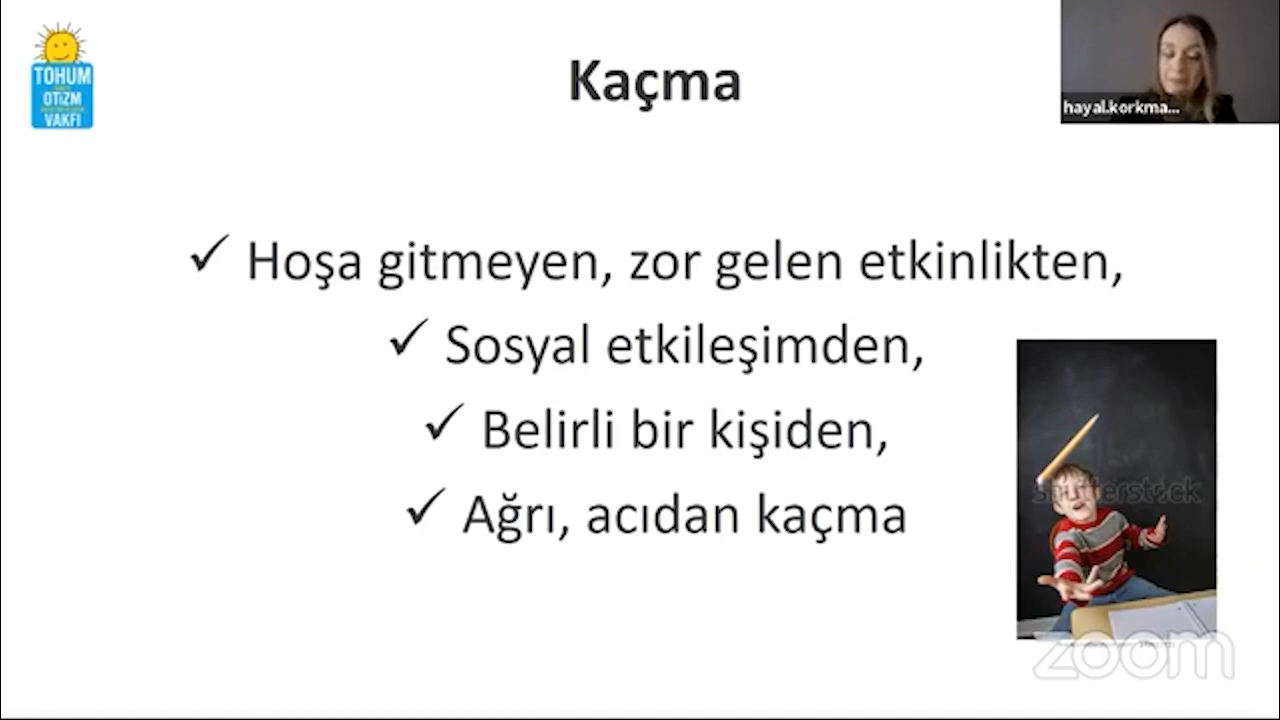 Kaçma
TOHUM
OTİZM
VAKFI
hayal.korkma...
✓ Hoşa gitmeyen, zor gelen etkinlikten,
✓ Sosyal etkileşimden,
✓ Belirli bir kişiden,
✓ Ağrı, acıdan kaçma
shutterstock
zoom